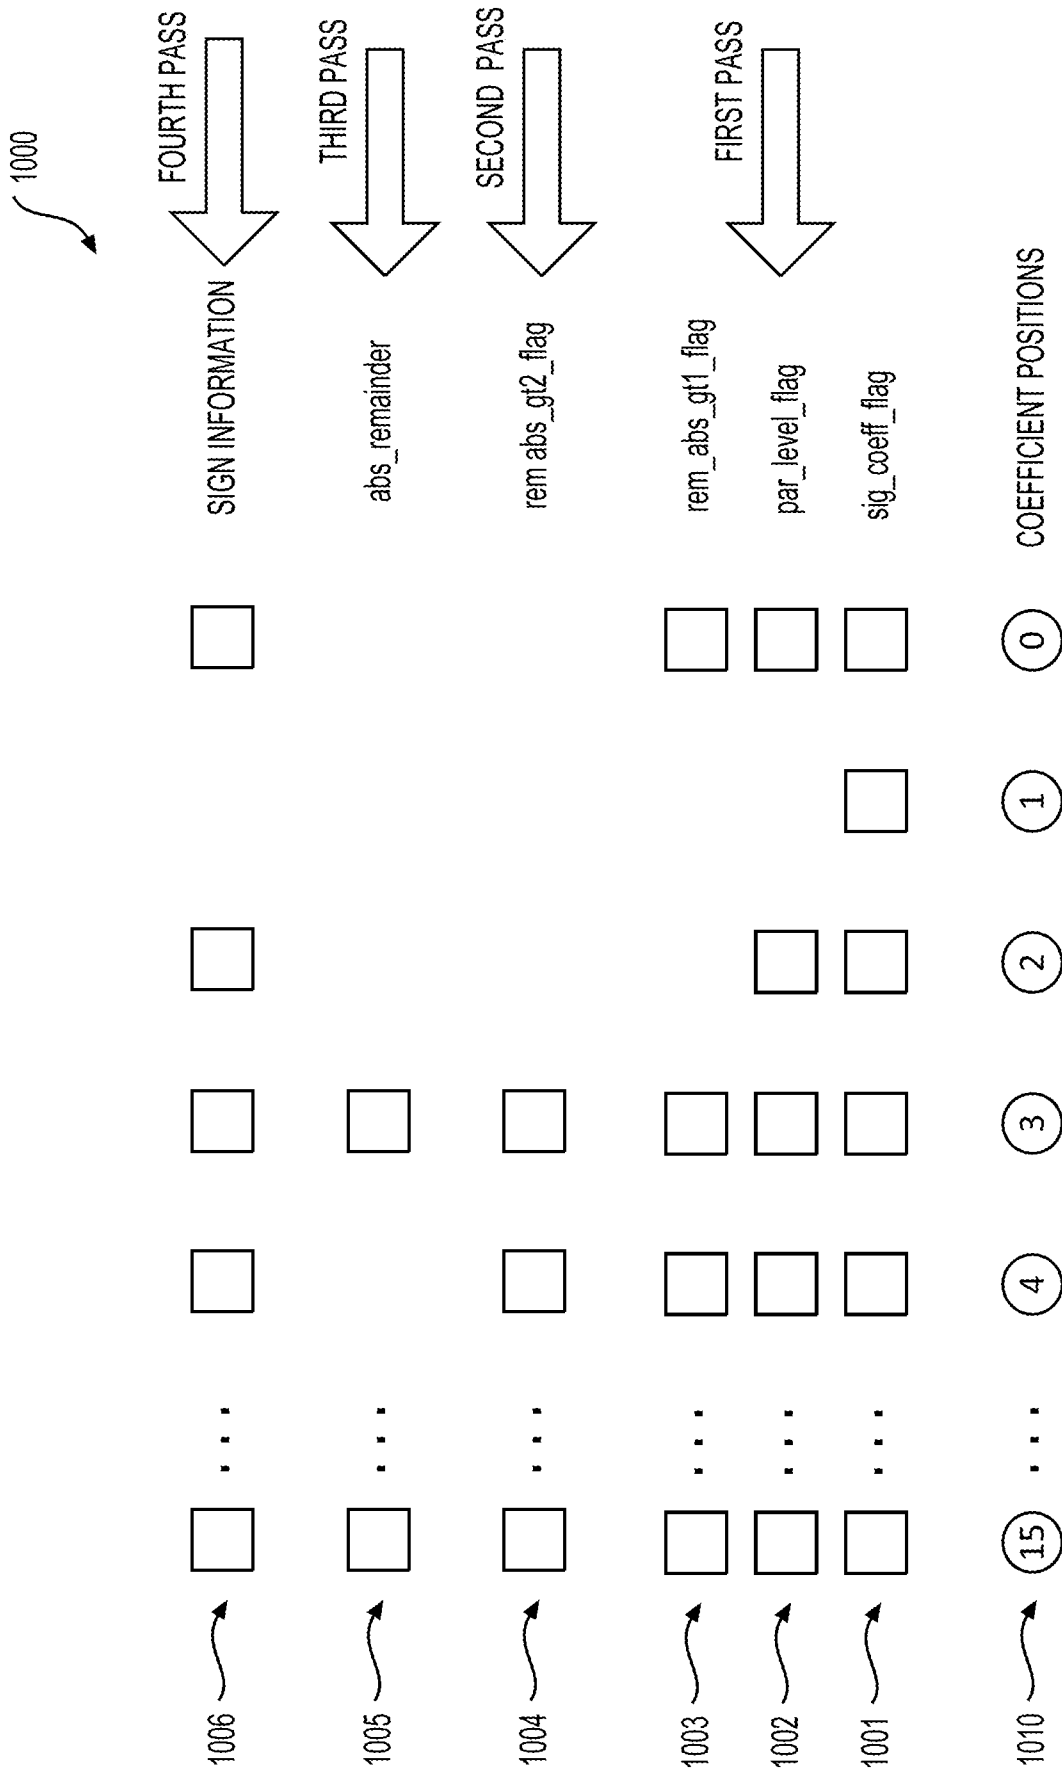 1000
1006
SIGN INFORMATION
FOURTH PASS
1005
abs_remainder
THIRD PASS
1004
rem abs_gt2_flag
SECOND PASS
1003
rem_abs_gt1_flag
1002
par_level_flag
FIRST PASS
1001
sig_coeff_flag
1010
15
4
3
2
1
0
COEFFICIENT POSITIONS